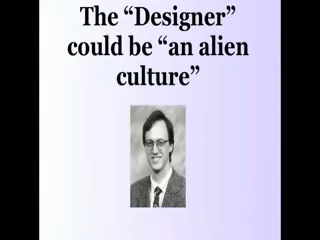 The “Designer”
could be “an alien
culture”